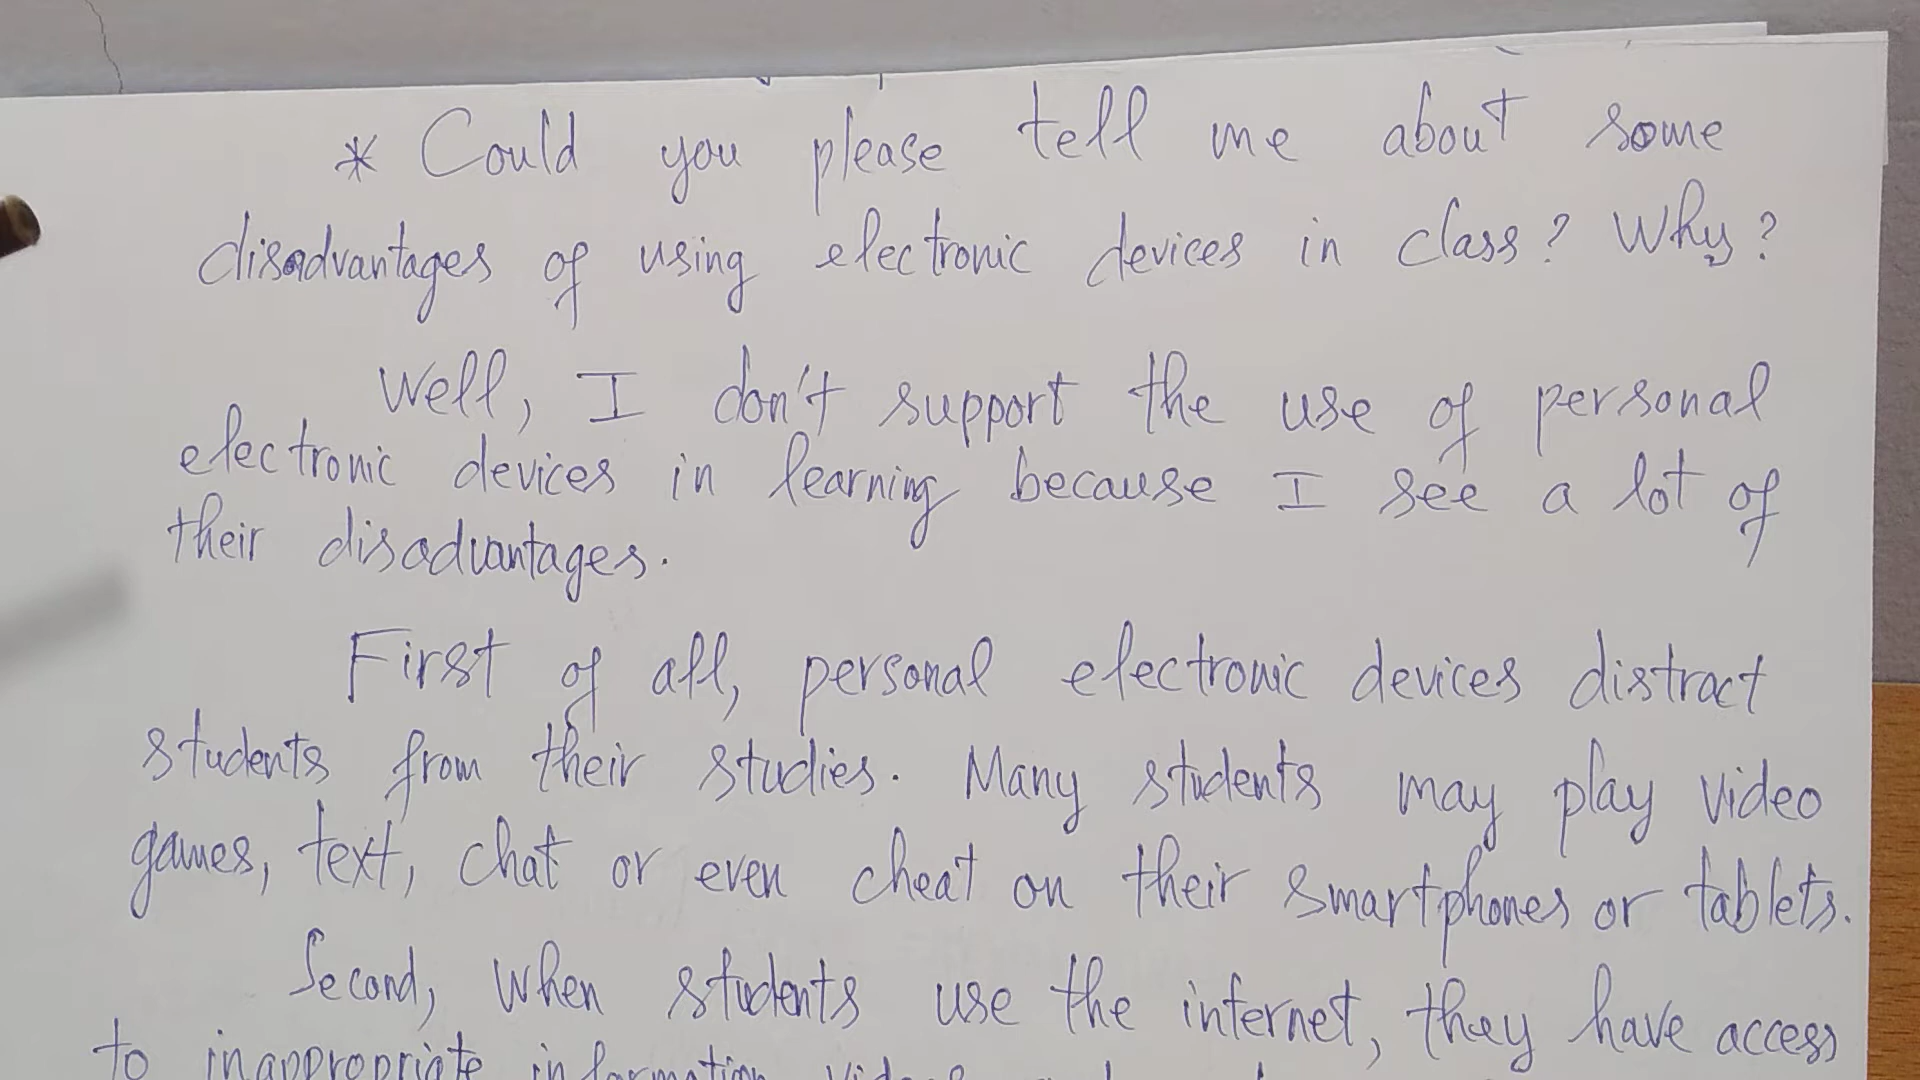 * Could you please tell me about some
disadvantages of using electronic devices in class? Why?
Well, I don't support the use of personal
electronic devices in learning because I see a lot of
their disadvantages.
First of all, personal electronic devices distract
students from their studies. Many students may play video
games, text, chat or even cheat on their smartphones or tablets.
Second, when students use the internet, they have access
to inappropriate information